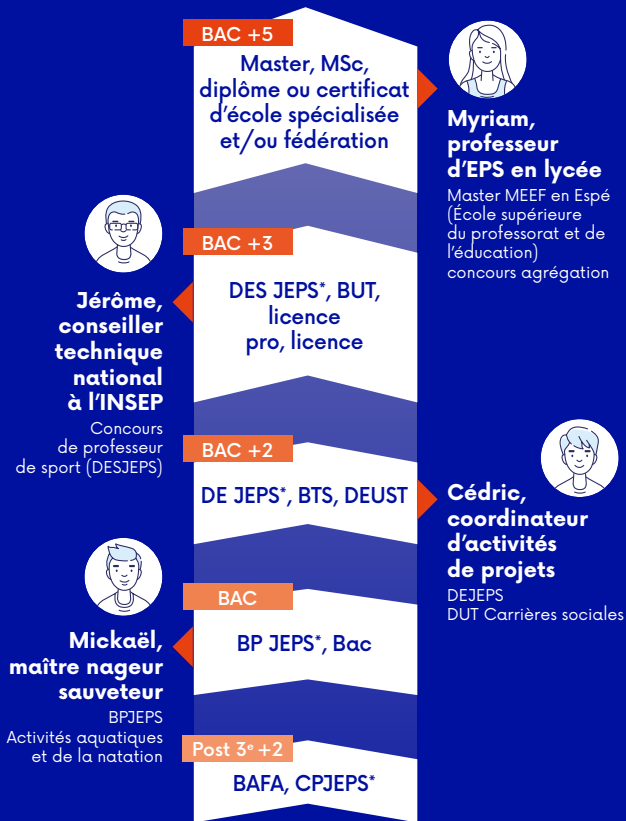 BAC +5
Master, MSc,
diplôme ou certificat
d'école spécialisée
et/ou fédération
Myriam,
professeur
d'EPS en lycée
Master MEEF en Espé
(École supérieure
du professorat et de
l'éducation)
concours agrégation
BAC +3
DES JEPS*, BUT,
licence
pro, licence
Jérôme,
conseiller
technique
national
à l'INSEP
Concours
de professeur
de sport (DESJEPS)
BAC +2
DE JEPS*, BTS, DEUST
Cédric,
coordinateur
d'activités
de projets
DEJEPS
DUT Carrières sociales
BAC
BP JEPS*, Bac
Mickaël,
maître nageur
sauveteur
BPJEPS
Activités aquatiques
et de la natation
Post 3e +2
BAFA, CPJEPS*